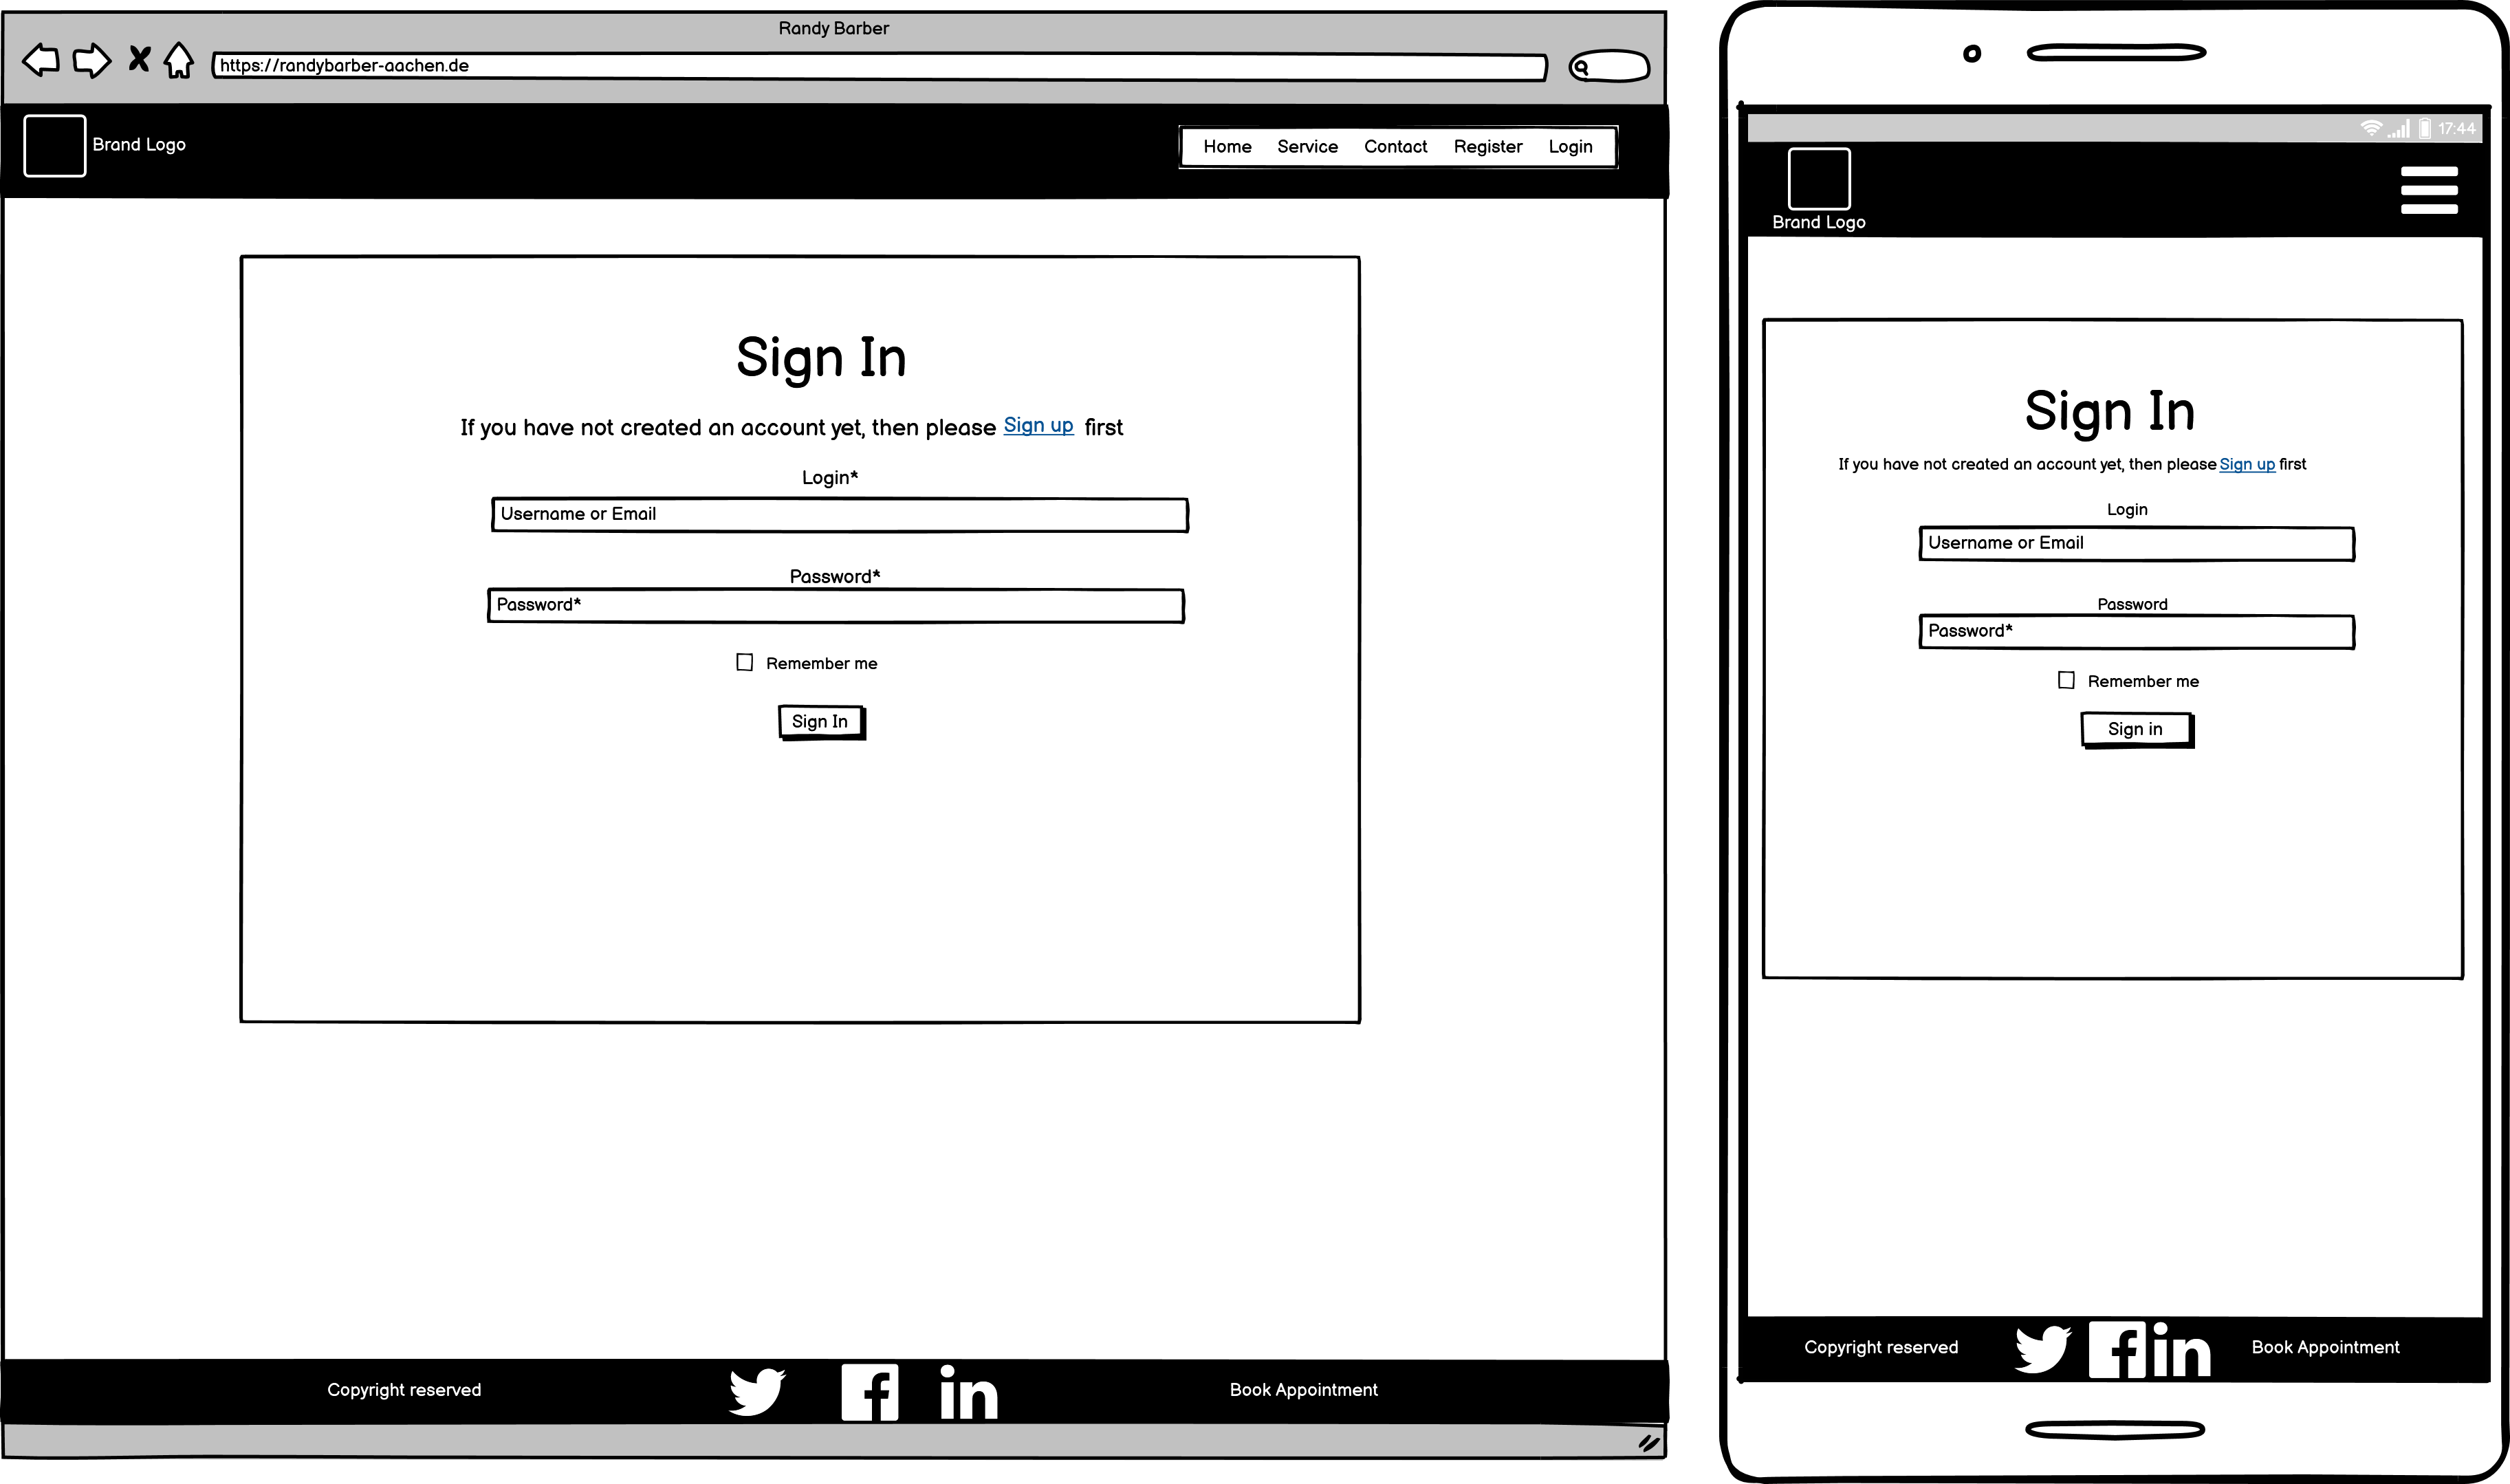 Randy Barber
https://randybarber-aachen.de
Brand Logo
Home Service Contact Register Login
Sign In
If you have not created an account yet, then please Sign up first
Login*
Username or Email
Password*
Password*
Remember me
Sign In
Copyright reserved
Book Appointment
17:44
Brand Logo
Sign In
If you have not created an account yet, then please Sign up first
Login
Username or Email
Password
Password*
Remember me
Sign in
Copyright reserved
Book Appointment